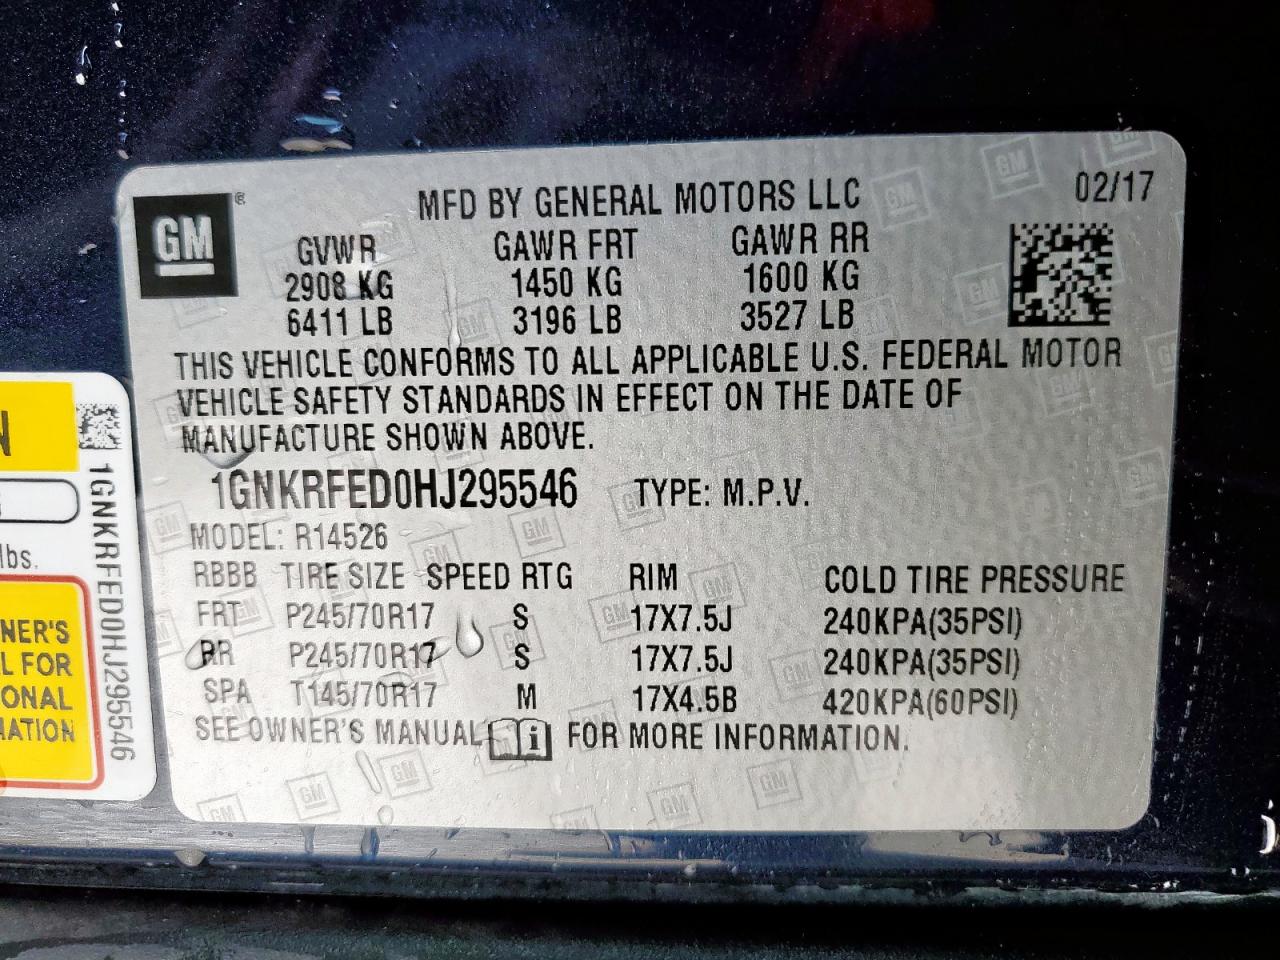 GM
®
MFD BY GENERAL MOTORS LLC
02/17
GVWR GAWR FRT GAWR RR
2908 KG 1450 KG 1600 KG
6411 LB 3196 LB 3527 LB
THIS VEHICLE CONFORMS TO ALL APPLICABLE U.S. FEDERAL MOTOR
VEHICLE SAFETY STANDARDS IN EFFECT ON THE DATE OF
MANUFACTURE SHOWN ABOVE.
1GNKRFED0HJ295546 TYPE: M.P.V.
MODEL: R14526
RBBB TIRE SIZE SPEED RTG RIM COLD TIRE PRESSURE
FRT P245/70R17 S 17X7.5J 240KPA(35PSI)
RR P245/70R17 S 17X7.5J 240KPA(35PSI)
SPA T145/70R17 M 17X4.5B 420KPA(60PSI)
SEE OWNER'S MANUAL i FOR MORE INFORMATION.
1GNKRFED0HJ295546
lbs.
NER'S
L FOR
ONAL
MATION